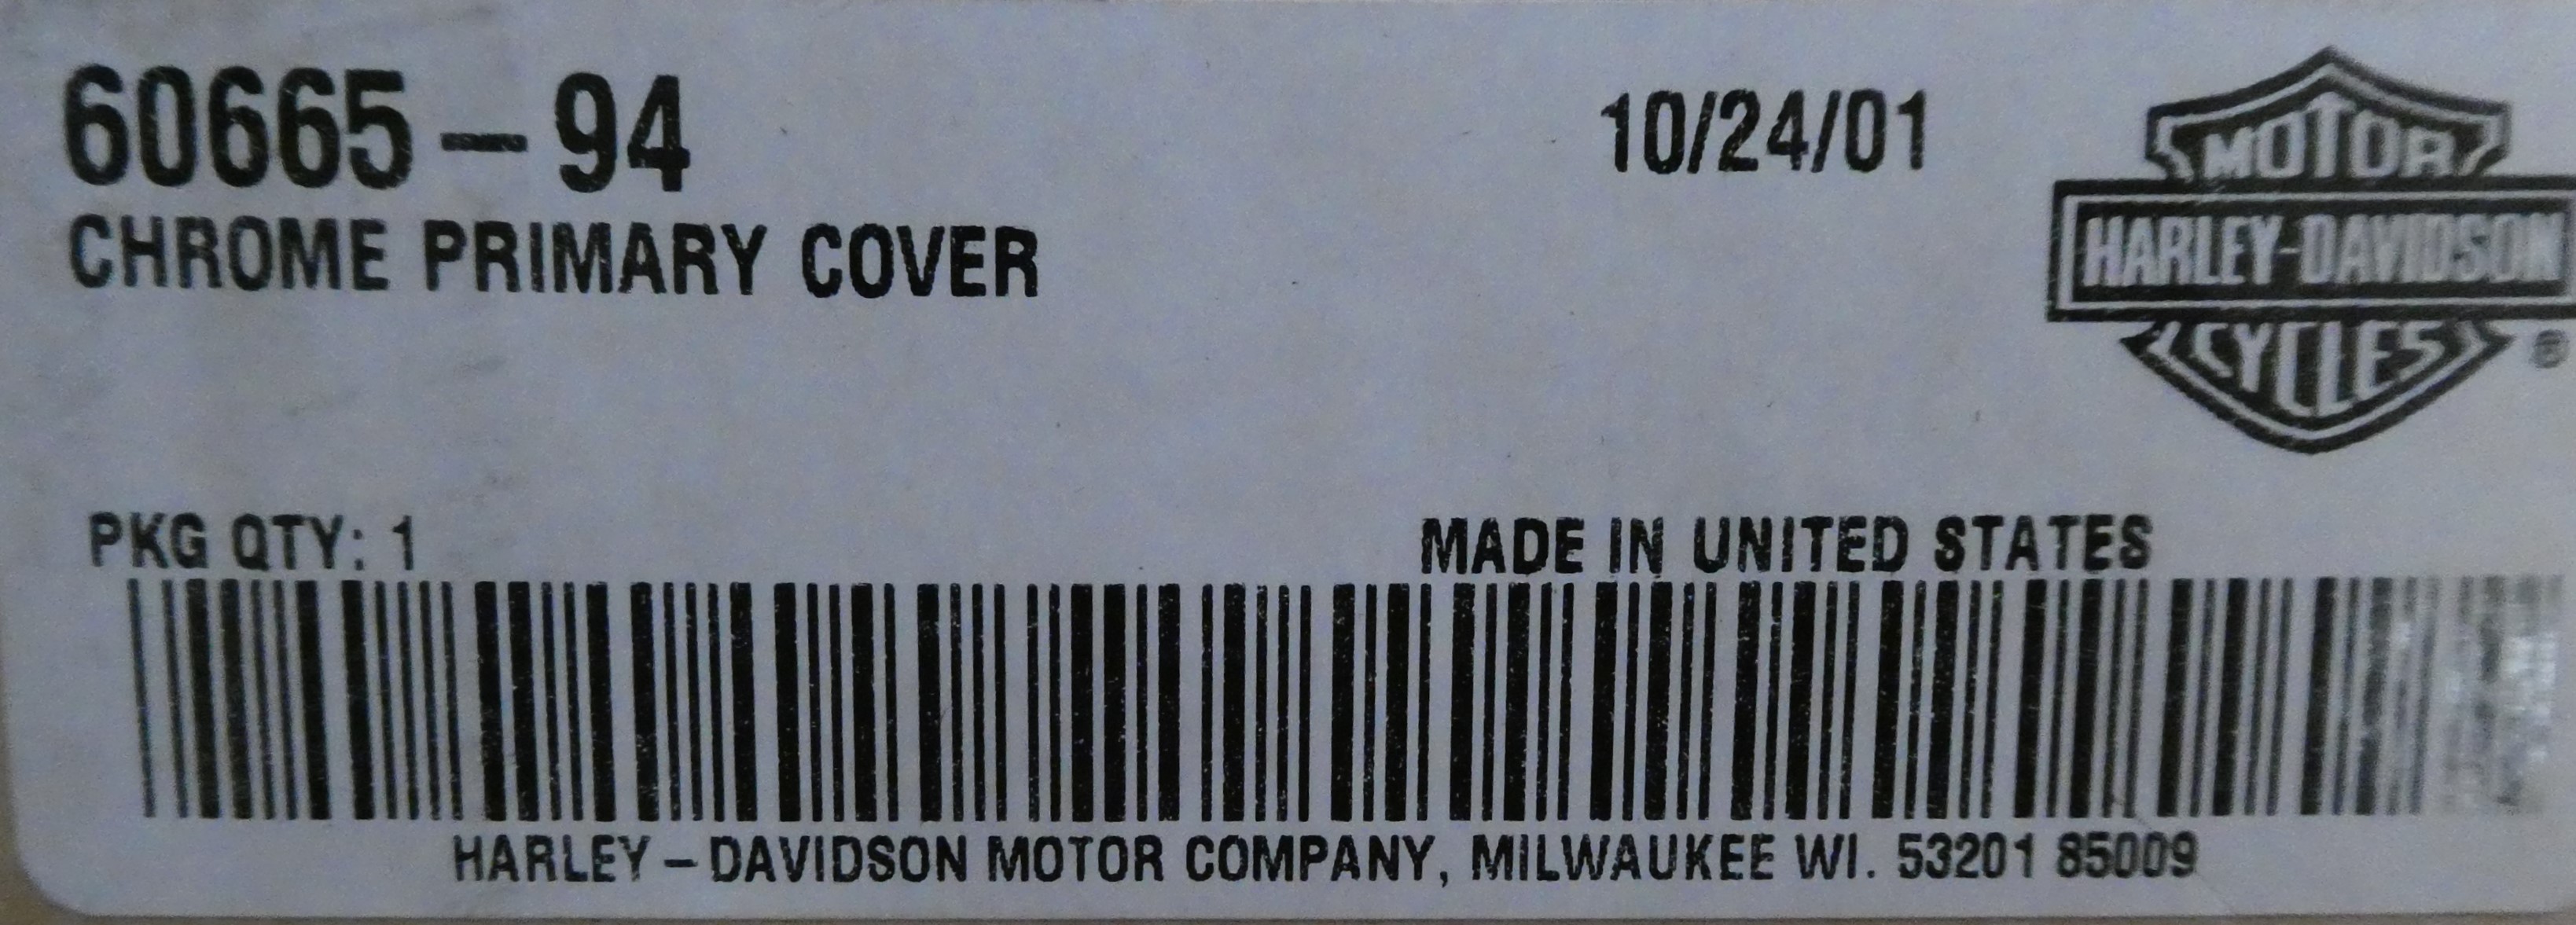 60665-94
10/24/01
CHROME PRIMARY COVER
MOTOR
HARLEY-DAVIDSON
CYCLES
®
PKG QTY: 1
MADE IN UNITED STATES
HARLEY-DAVIDSON MOTOR COMPANY, MILWAUKEE WI. 53201 85009